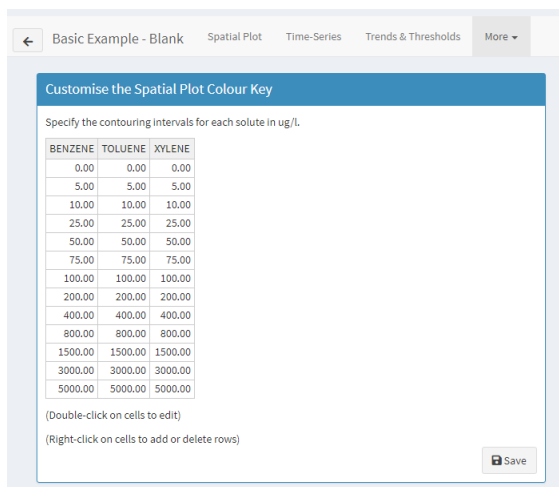 Basic Example - Blank Spatial Plot Time-Series Trends & Thresholds More
Customise the Spatial Plot Colour Key
Specify the contouring intervals for each solute in ug/l.
BENZENE TOLUENE XYLENE
0.00 0.00 0.00
5.00 5.00 5.00
10.00 10.00 10.00
25.00 25.00 25.00
50.00 50.00 50.00
75.00 75.00 75.00
100.00 100.00 100.00
200.00 200.00 200.00
400.00 400.00 400.00
800.00 800.00 800.00
1500.00 1500.00 1500.00
3000.00 3000.00 3000.00
5000.00 5000.00 5000.00
(Double-click on cells to edit)
(Right-click on cells to add or delete rows)
Save